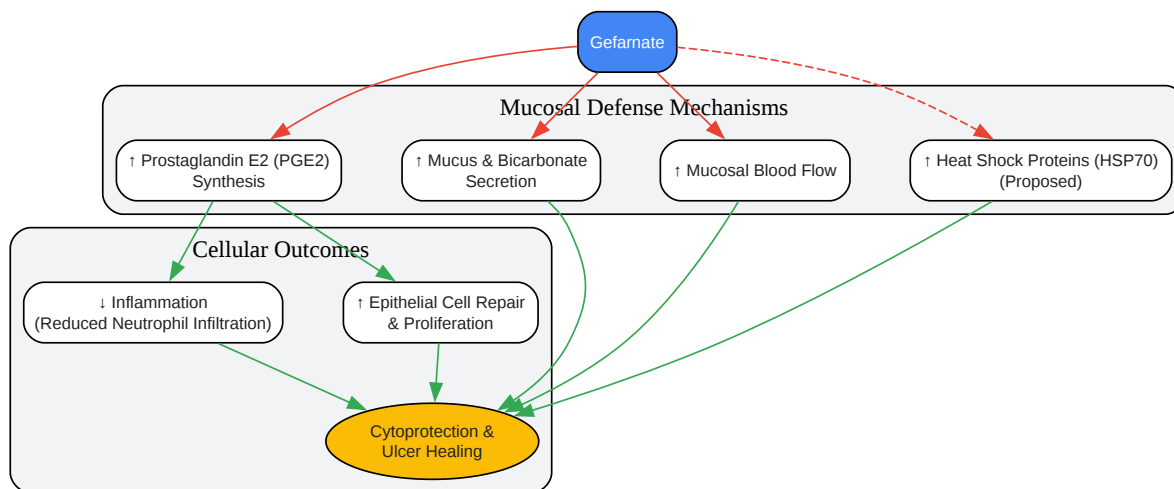 Gefarnate
Mucosal Defense Mechanisms
↑ Prostaglandin E2 (PGE2)
Synthesis
↑ Mucus & Bicarbonate
Secretion
↑ Mucosal Blood Flow
↑ Heat Shock Proteins (HSP70)
(Proposed)
Cellular Outcomes
↓ Inflammation
(Reduced Neutrophil Infiltration)
↑ Epithelial Cell Repair
& Proliferation
Cytoprotection &
Ulcer Healing